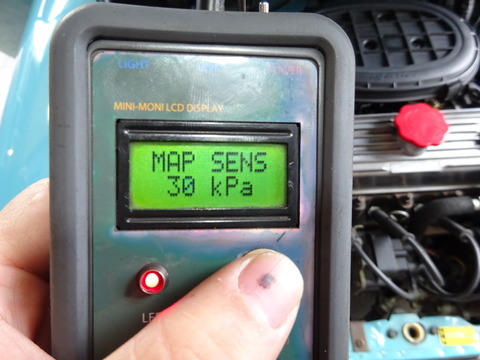 LIGHT
MINI-MONI LCD DISPLAY
MAP SENS
30 kPa